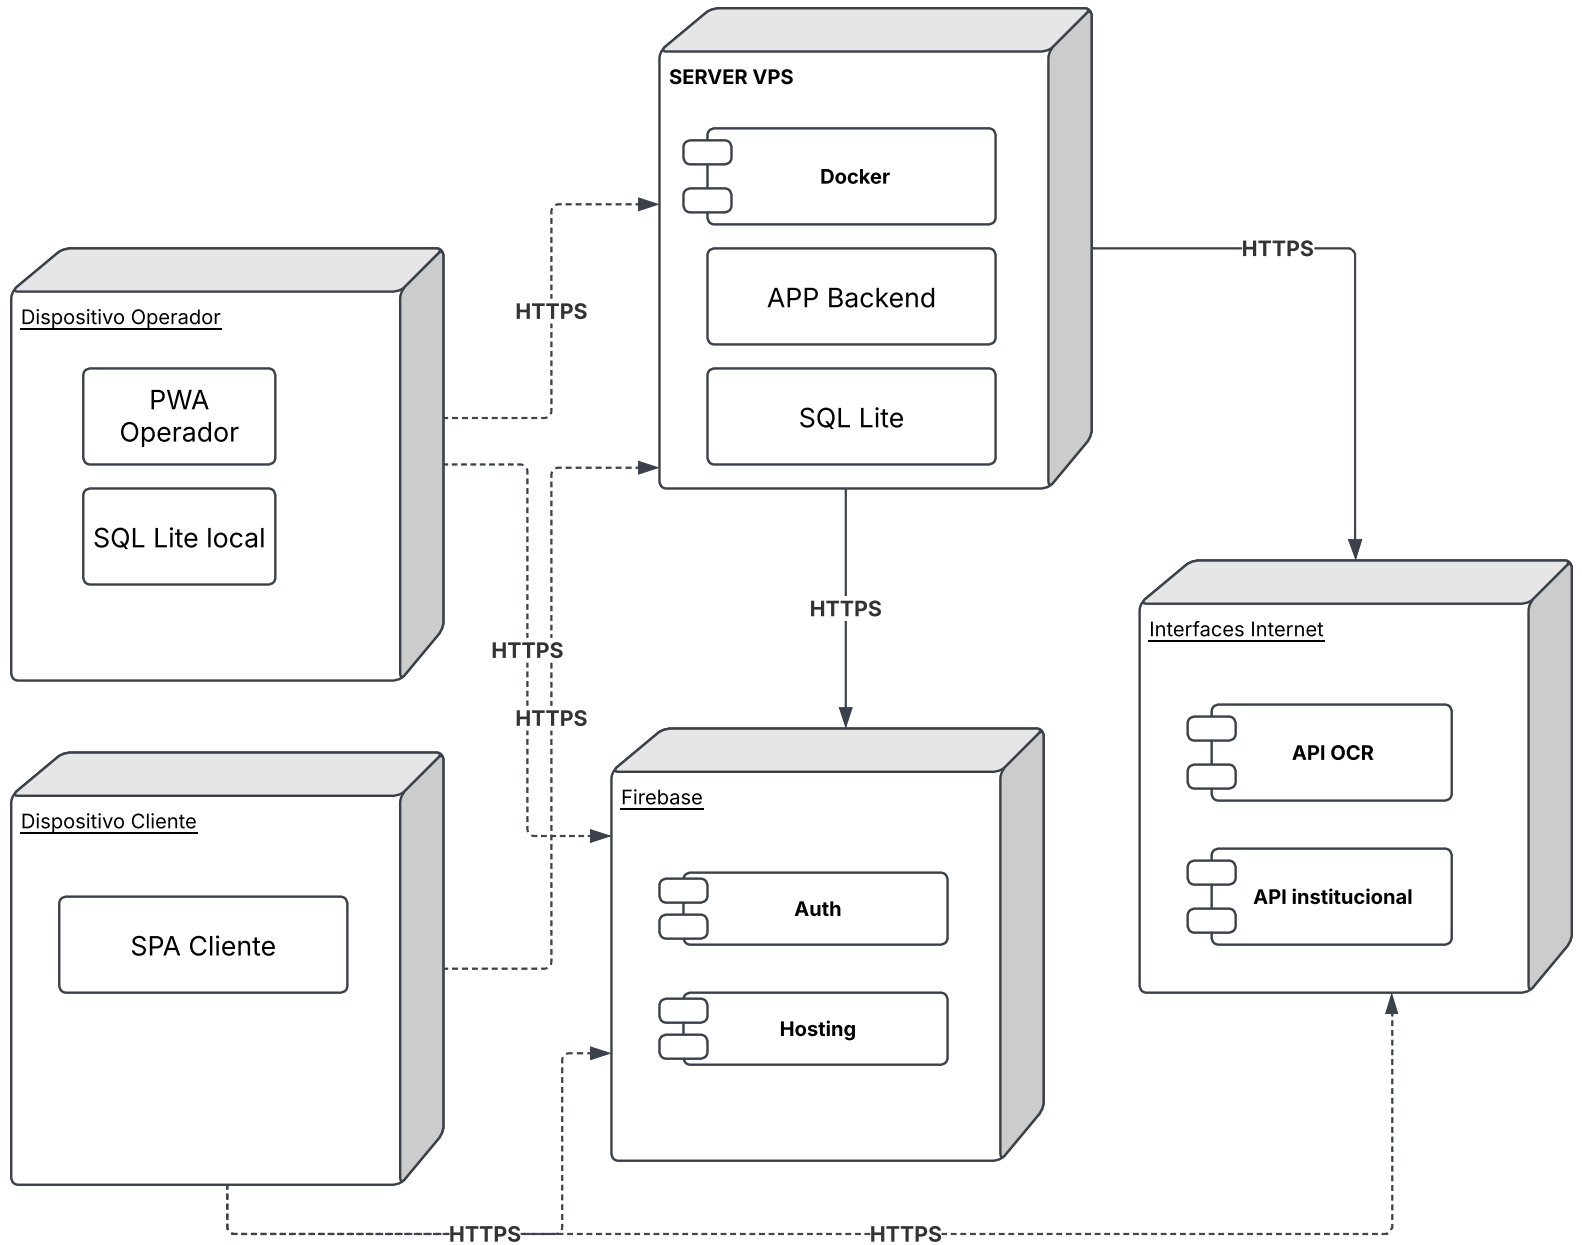 SERVER VPS
Docker
APP Backend
SQL Lite
HTTPS
HTTPS
Dispositivo Operador
PWA
Operador
SQL Lite local
HTTPS
HTTPS
HTTPS
Interfaces Internet
API OCR
API institucional
Firebase
Auth
Hosting
Dispositivo Cliente
SPA Cliente
HTTPS
HTTPS